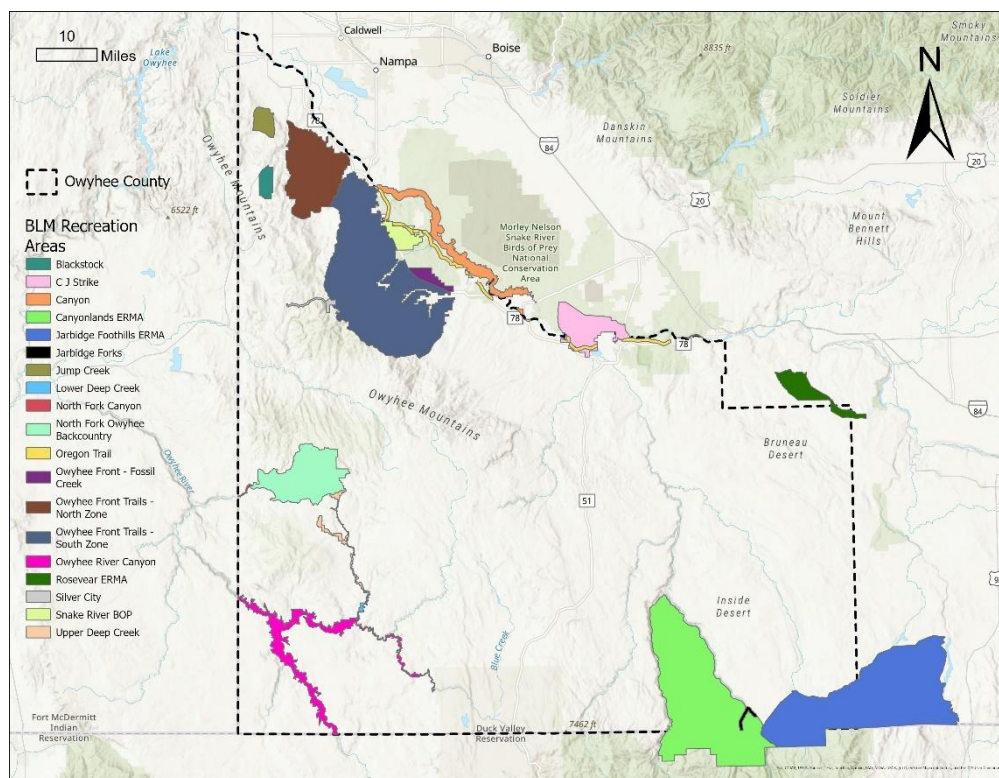 10
Miles
Lake
Owyhee
Caldwell
Nampa
Boise
8835 ft
Smoky
Mountains
N
Soldier
Mountains
Danskin
Mountains
78
84
20
20
Owyhee Mountains
6522 ft
Mount
Bennett
Hills
Morley Nelson
Snake River
Birds of Prey
National
Conservation
Area
78
78
84
Owyhee Mountains
Bruneau
Desert
Owyhee River
51
Inside
Desert
Blue Creek
9
Fort McDermitt
Indian
Reservation
Duck Valley
Reservation
7462 ft
Owyhee County
BLM Recreation
Areas
Blackstock
C J Strike
Canyon
Canyonlands ERMA
Jarbidge Foothills ERMA
Jarbidge Forks
Jump Creek
Lower Deep Creek
North Fork Canyon
North Fork Owyhee
Backcountry
Oregon Trail
Owyhee Front - Fossil
Creek
Owyhee Front Trails -
North Zone
Owyhee Front Trails -
South Zone
Owyhee River Canyon
Rosevear ERMA
Silver City
Snake River BOP
Upper Deep Creek